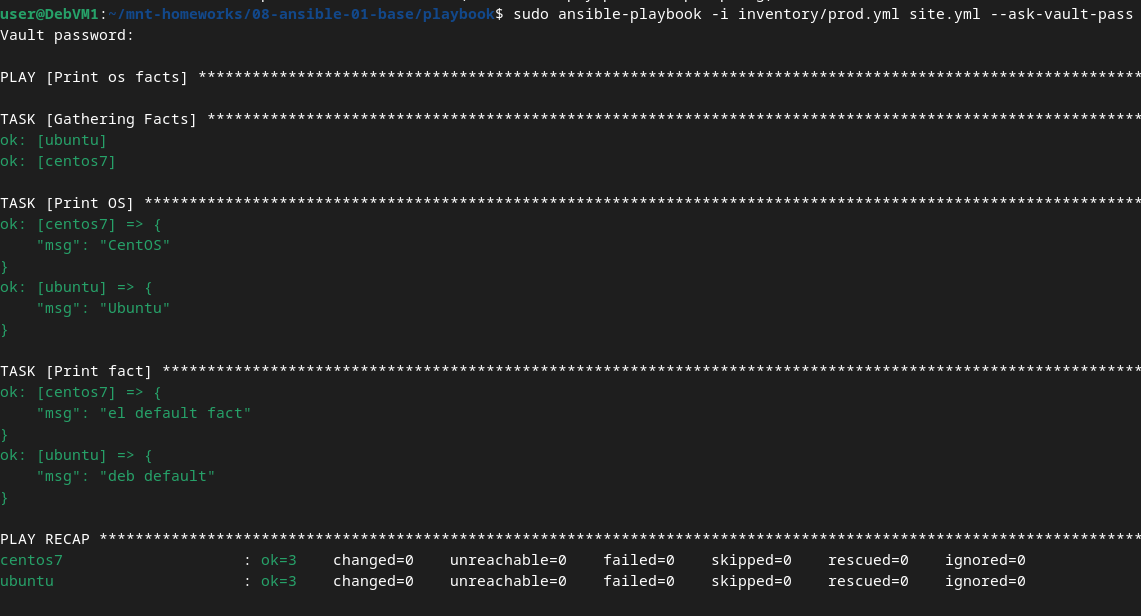 user@DebVM1:~/mnt-homeworks/08-ansible-01-base/playbook$ sudo ansible-playbook -i inventory/prod.yml site.yml --ask-vault-pass
Vault password:
PLAY [Print os facts] *********************************************************************************************************
TASK [Gathering Facts] ********************************************************************************************************
ok: [ubuntu]
ok: [centos7]
TASK [Print OS] ***************************************************************************************************************
ok: [centos7] => {
    "msg": "CentOS"
}
ok: [ubuntu] => {
    "msg": "Ubuntu"
}
TASK [Print fact] *************************************************************************************************************
ok: [centos7] => {
    "msg": "el default fact"
}
ok: [ubuntu] => {
    "msg": "deb default"
}
PLAY RECAP ********************************************************************************************************************
centos7                    : ok=3    changed=0    unreachable=0    failed=0    skipped=0    rescued=0    ignored=0
ubuntu                     : ok=3    changed=0    unreachable=0    failed=0    skipped=0    rescued=0    ignored=0